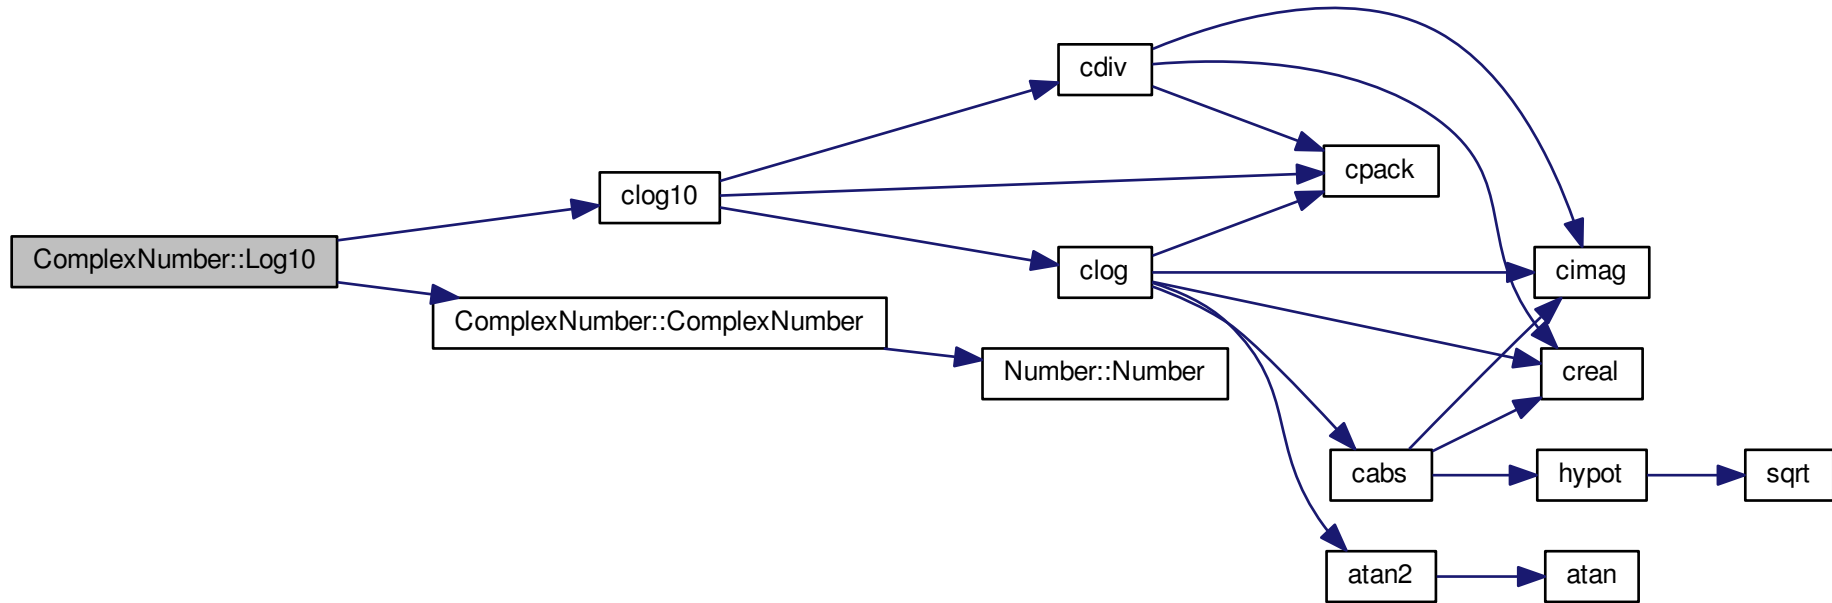 ComplexNumber::Log10
clog10
ComplexNumber::ComplexNumber
cdiv
clog
Number::Number
cpack
cimag
creal
cabs
hypot
sqrt
atan2
atan